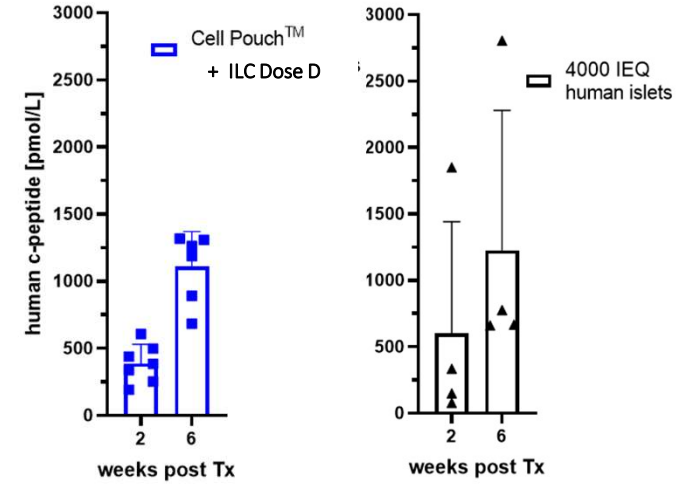 3000
2500
2000
1500
1000
500
0
human c-peptide [pmol/L]
Cell Pouch™
+ ILC Dose D
2
6
weeks post Tx
3000
2500
2000
1500
1000
500
0
4000 IEQ
human islets
2
6
weeks post Tx